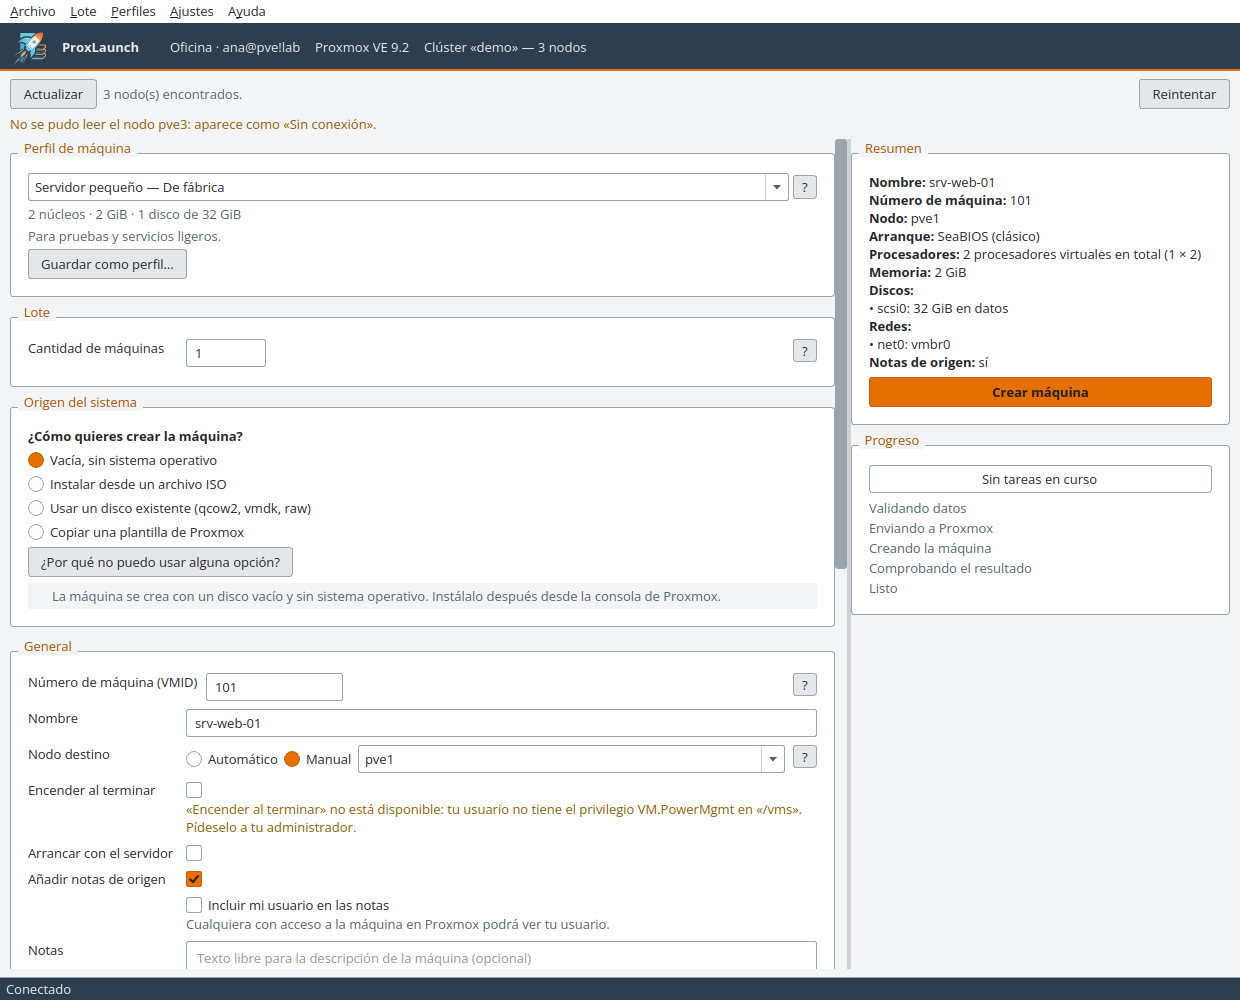 Archivo Lote Perfiles Ajustes Ayuda
ProxLaunch Oficina · ana@pve!lab Proxmox VE 9.2 Clúster «demo» — 3 nodos
Actualizar 3 nodo(s) encontrados. Reintentar
No se pudo leer el nodo pve3: aparece como «Sin conexión».
Perfil de máquina
Servidor pequeño — De fábrica ?
2 núcleos · 2 GiB · 1 disco de 32 GiB
Para pruebas y servicios ligeros.
Guardar como perfil...
Lote
Cantidad de máquinas 1 ?
Origen del sistema
¿Cómo quieres crear la máquina?
Vacía, sin sistema operativo
Instalar desde un archivo ISO
Usar un disco existente (qcow2, vmdk, raw)
Copiar una plantilla de Proxmox
¿Por qué no puedo usar alguna opción?
La máquina se crea con un disco vacío y sin sistema operativo. Instálalo después desde la consola de Proxmox.
General
Número de máquina (VMID) 101 ?
Nombre srv-web-01
Nodo destino Automático Manual pve1 ?
Encender al terminar
«Encender al terminar» no está disponible: tu usuario no tiene el privilegio VM.PowerMgmt en «/vms».
Pídeselo a tu administrador.
Arrancar con el servidor
Añadir notas de origen
Incluir mi usuario en las notas
Cualquiera con acceso a la máquina en Proxmox podrá ver tu usuario.
Notas Texto libre para la descripción de la máquina (opcional)
Resumen
Nombre: srv-web-01
Número de máquina: 101
Nodo: pve1
Arranque: SeaBIOS (clásico)
Procesadores: 2 procesadores virtuales en total (1 × 2)
Memoria: 2 GiB
Discos:
• scsi0: 32 GiB en datos
Redes:
• net0: vmbr0
Notas de origen: sí
Crear máquina
Progreso
Sin tareas en curso
Validando datos
Enviando a Proxmox
Creando la máquina
Comprobando el resultado
Listo
Conectado